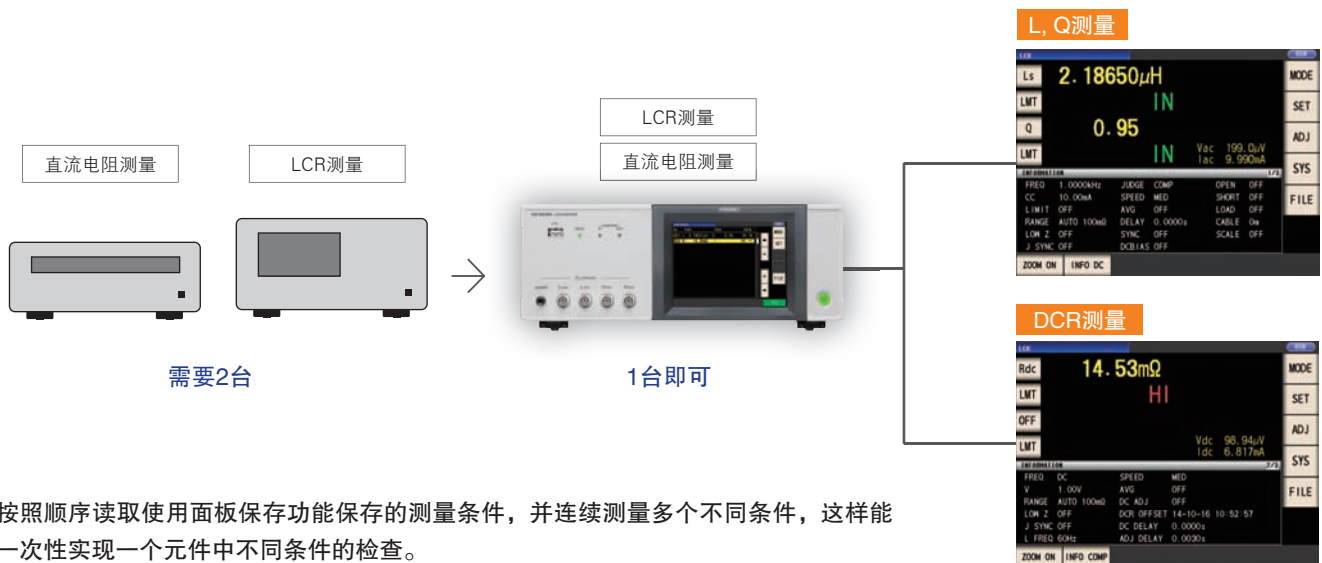 直流电阻测量
LCR测量
需要2台
LCR测量
直流电阻测量
1台即可
L, Q测量
LCR
USB
Ls 2.18650μH
LMT IN
Q 0.95
LMT IN
Vac 199.0μV
Iac 9.990mA
INFORMATION 1/2
FREQ 1.0000kHz JUDGE COMP OPEN OFF
CC 10.00mA SPEED MED SHORT OFF
LIMIT OFF AVG OFF LOAD OFF
RANGE AUTO 100mΩ DELAY 0.0000s CABLE 0m
LOW Z OFF SYNC OFF SCALE OFF
J SYNC OFF DCBIAS OFF
ZOOM ON INFO DC
MODE
SET
ADJ
SYS
FILE
DCR测量
LCR
USB
Rdc 14.53mΩ
LMT HI
OFF
LMT
Vdc 98.94μV
Idc 6.817mA
INFORMATION 2/2
FREQ DC SPEED MED
V 1.00V AVG OFF
RANGE AUTO 100mΩ DC ADJ OFF
LOW Z OFF DCR OFFSET 14-10-16 10:52:57
J SYNC OFF DC DELAY 0.0000s
L FREQ 60Hz ADJ DELAY 0.0030s
ZOOM ON INFO COMP
MODE
SET
ADJ
SYS
FILE
按照顺序读取使用面板保存功能保存的测量条件，并连续测量多个不同条件，这样能
一次性实现一个元件中不同条件的检查。